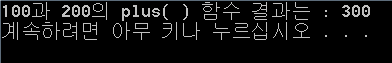 100과 200의 plus( ) 함수 결과는 : 300
계속하려면 아무 키나 누르십시오 . . .